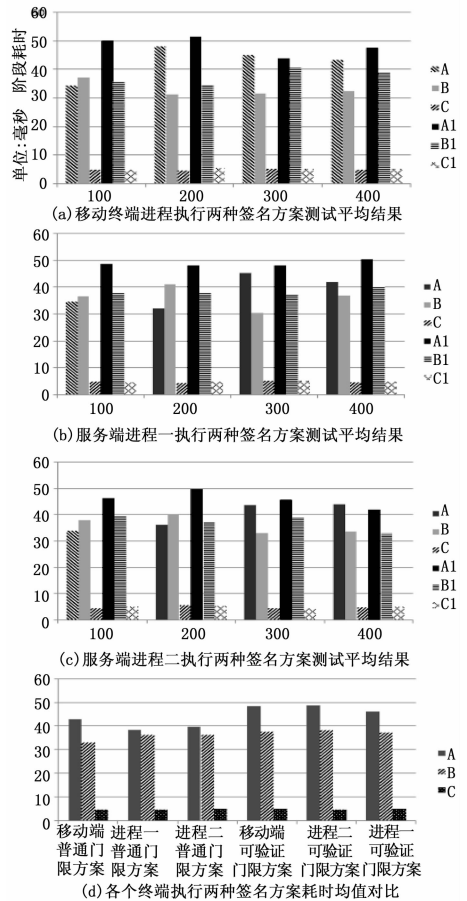 单位:毫秒 阶段耗时
60
50
40
30
20
10
0
100 200 300 400
A
B
C
A1
B1
C1
(a)移动终端进程执行两种签名方案测试平均结果
60
50
40
30
20
10
0
100 200 300 400
A
B
C
A1
B1
C1
(b)服务端进程一执行两种签名方案测试平均结果
60
50
40
30
20
10
0
100 200 300 400
A
B
C
A1
B1
C1
(c)服务端进程二执行两种签名方案测试平均结果
60
50
40
30
20
10
0
A
B
C
移动端 进程一 进程二 移动端 进程二 进程一
普通门 普通门 普通门 可验证 可验证 可验证
限方案 限方案 限方案 门限方案 门限方案 门限方案
(d)各个终端执行两种签名方案耗时均值对比